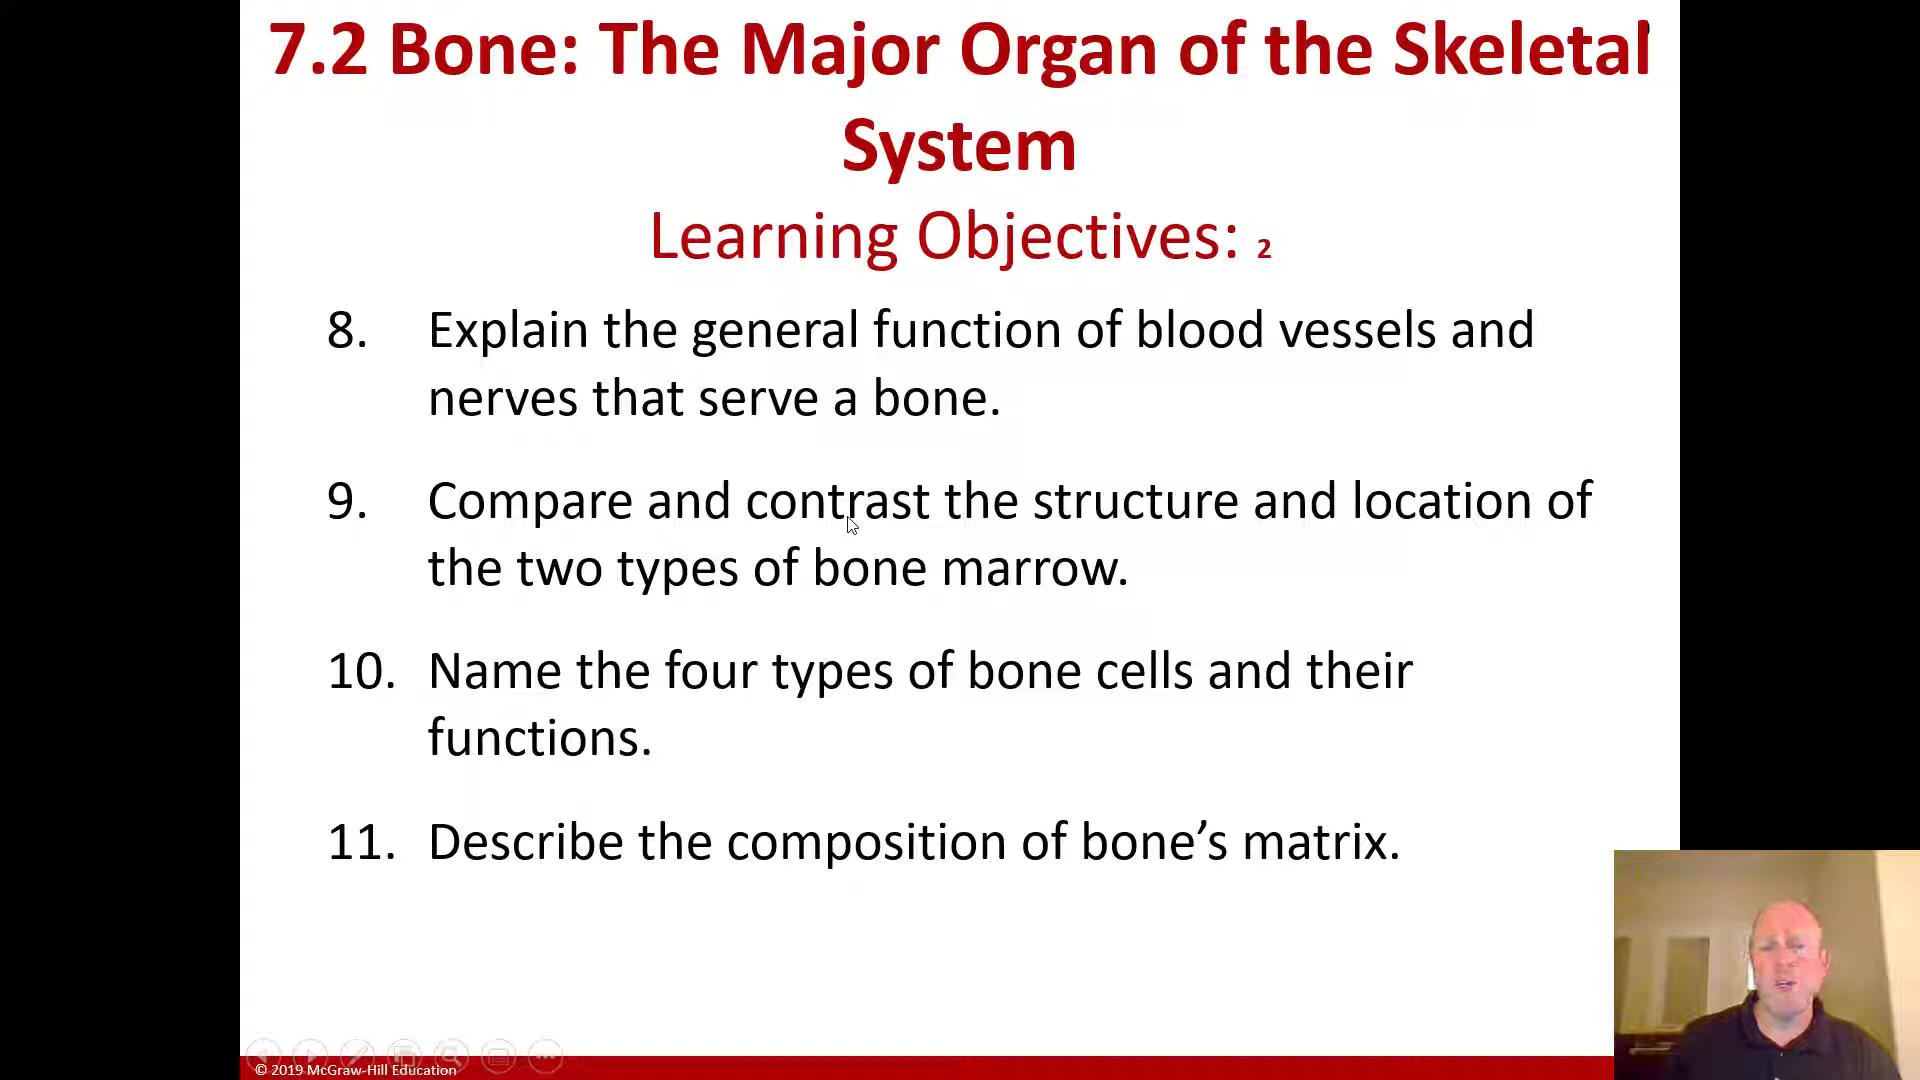 7.2 Bone: The Major Organ of the Skeletal
System
Learning Objectives: 2
8. Explain the general function of blood vessels and
nerves that serve a bone.
9. Compare and contrast the structure and location of
the two types of bone marrow.
10. Name the four types of bone cells and their
functions.
11. Describe the composition of bone’s matrix.
© 2019 McGraw-Hill Education